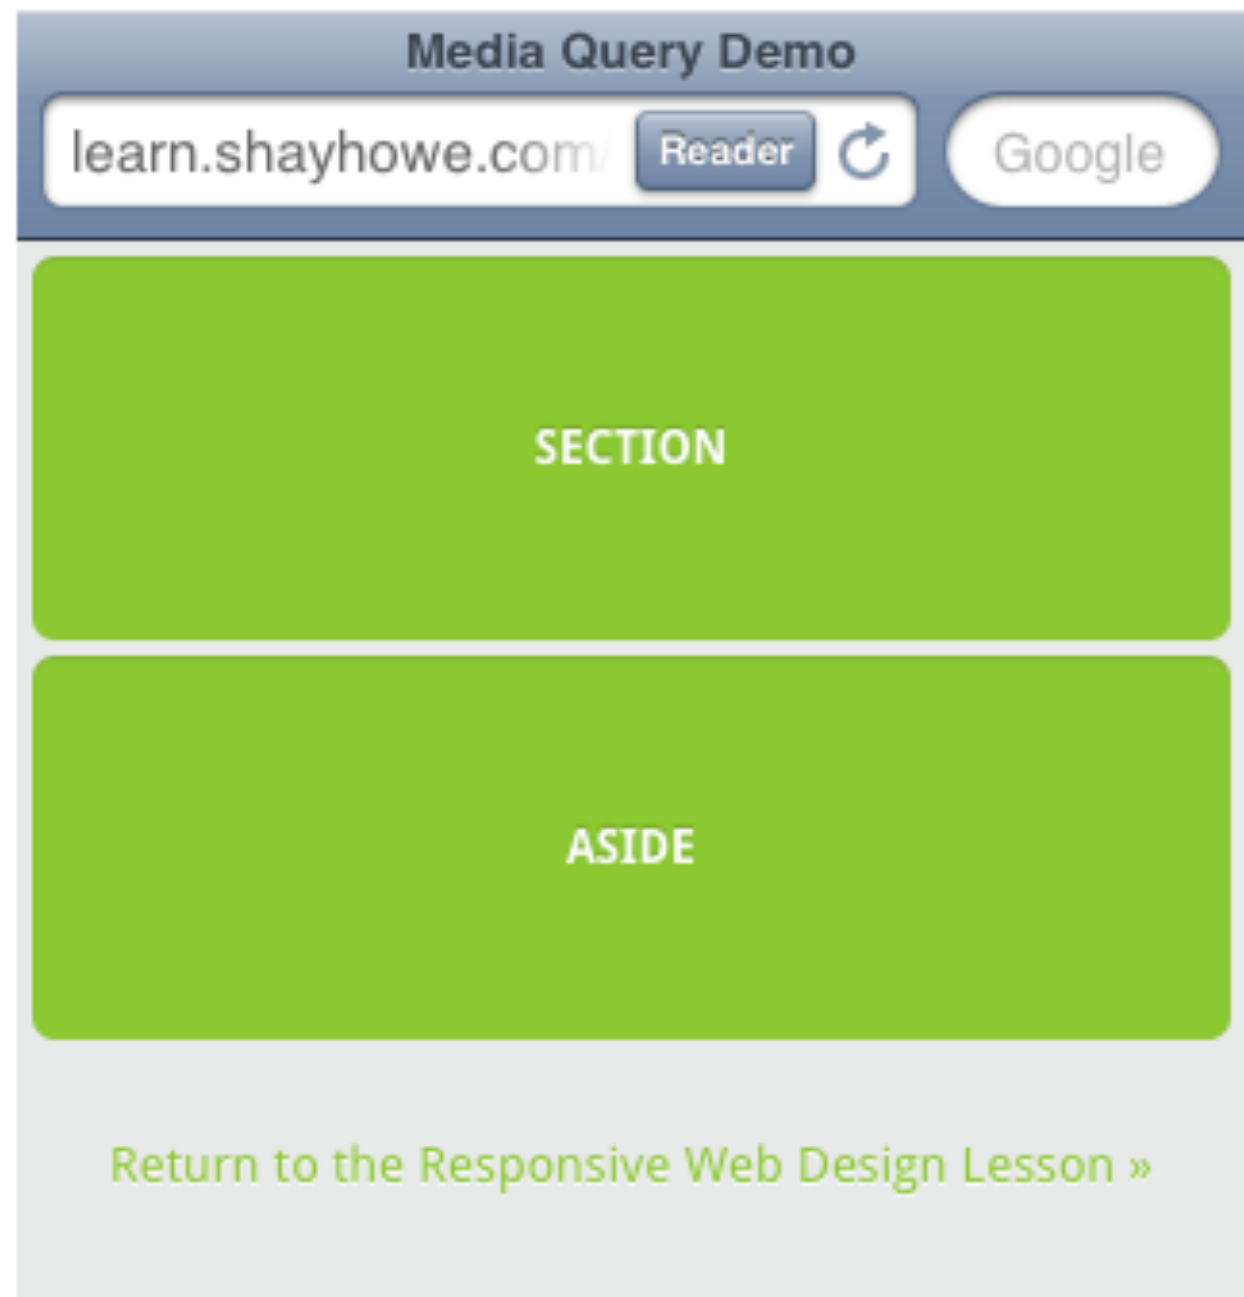 Media Query Demo
learn.shayhowe.com/
Reader
Google
SECTION
ASIDE
Return to the Responsive Web Design Lesson »